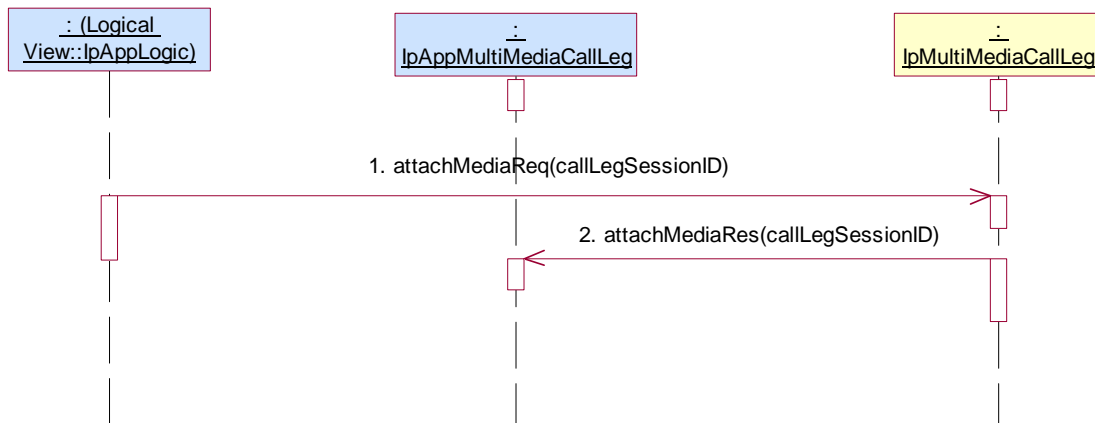 : (Logical
View::IpAppLogic)
:
IpAppMultiMediaCallLeg
:
IpMultiMediaCallLeg
1. attachMediaReq(callLegSessionID)
2. attachMediaRes(callLegSessionID)